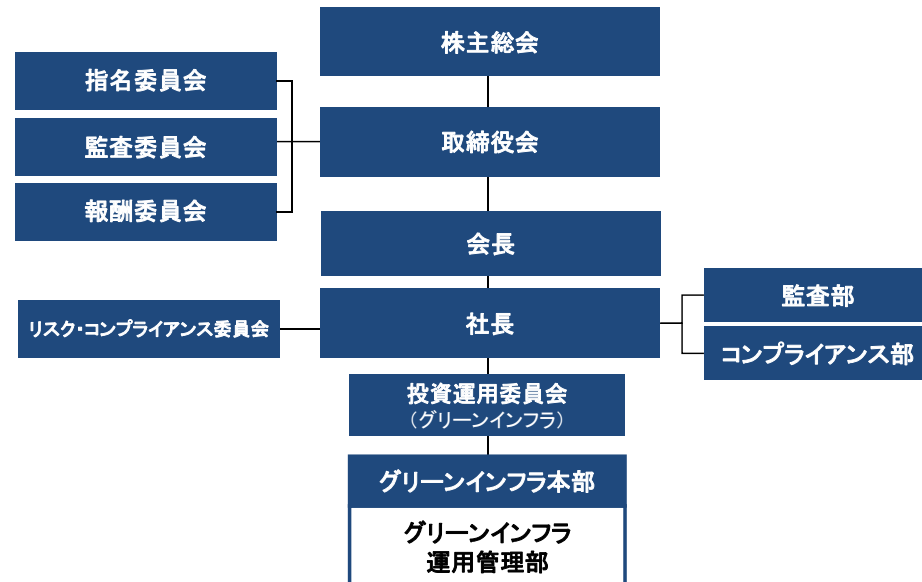 株主総会
指名委員会
監査委員会
報酬委員会
取締役会
会長
リスク・コンプライアンス委員会
社長
監査部
コンプライアンス部
投資運用委員会
（グリーンインフラ）
グリーンインフラ本部
グリーンインフラ
運用管理部